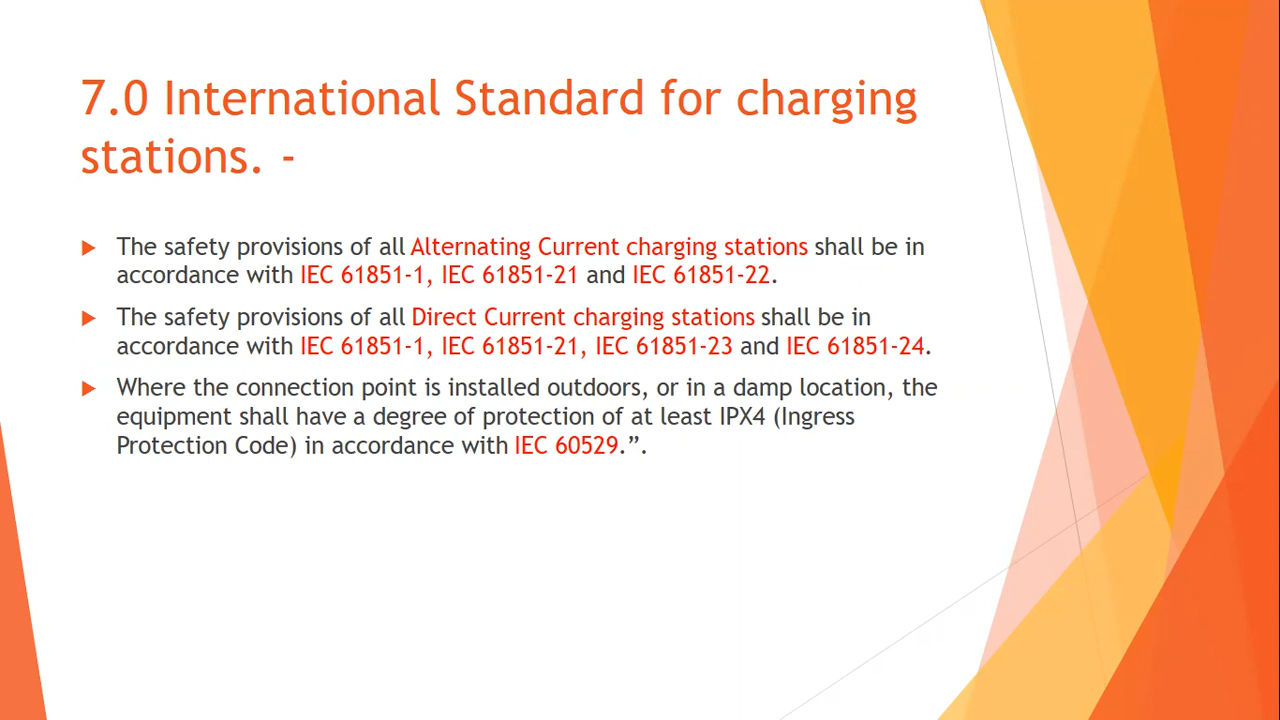 7.0 International Standard for charging
stations. -
The safety provisions of all Alternating Current charging stations shall be in
accordance with IEC 61851-1, IEC 61851-21 and IEC 61851-22.
The safety provisions of all Direct Current charging stations shall be in
accordance with IEC 61851-1, IEC 61851-21, IEC 61851-23 and IEC 61851-24.
Where the connection point is installed outdoors, or in a damp location, the
equipment shall have a degree of protection of at least IPX4 (Ingress
Protection Code) in accordance with IEC 60529.”.